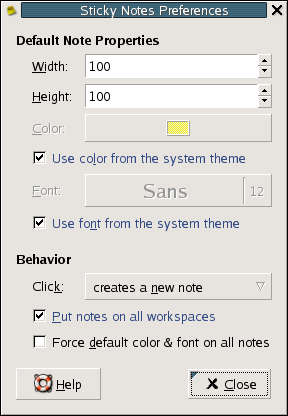 Sticky Notes Preferences
Default Note Properties
Width: 100
Height: 100
Color:
Use color from the system theme
Font: Sans 12
Use font from the system theme
Behavior
Click: creates a new note
Put notes on all workspaces
Force default color & font on all notes
Help Close